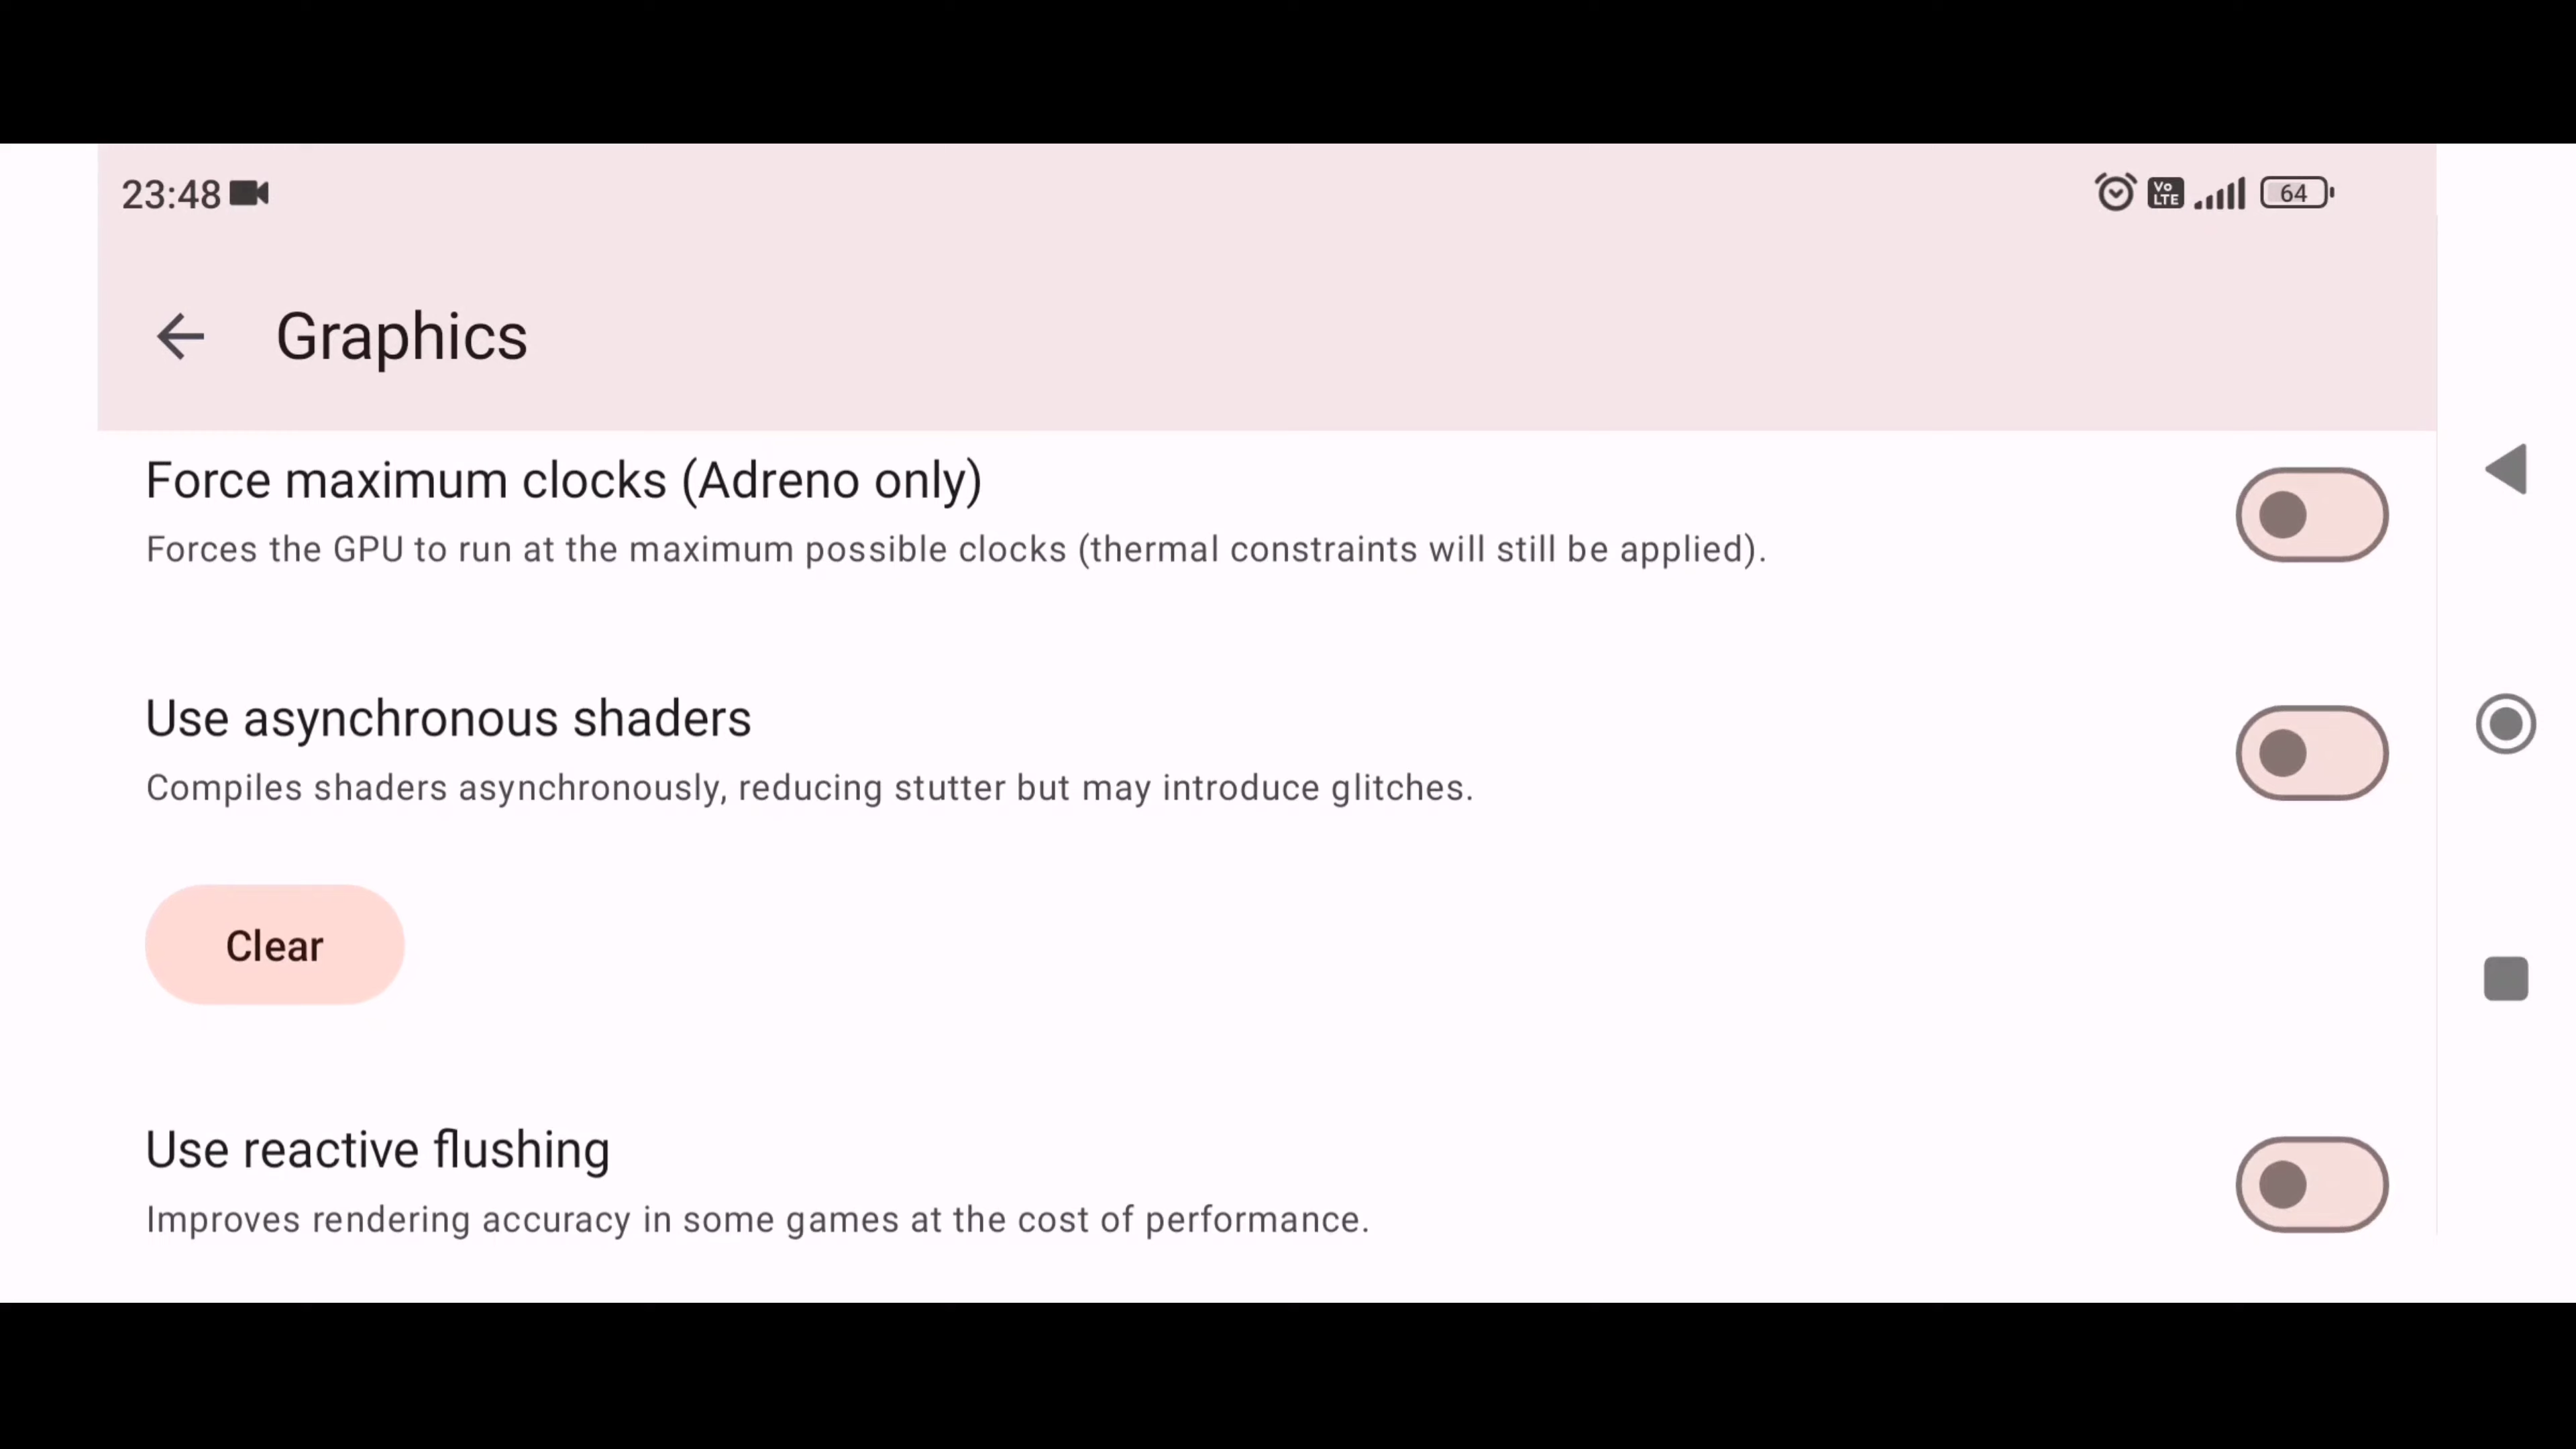 23:48
Vo
LTE
64
Graphics
Force maximum clocks (Adreno only)
Forces the GPU to run at the maximum possible clocks (thermal constraints will still be applied).
Use asynchronous shaders
Compiles shaders asynchronously, reducing stutter but may introduce glitches.
Clear
Use reactive flushing
Improves rendering accuracy in some games at the cost of performance.